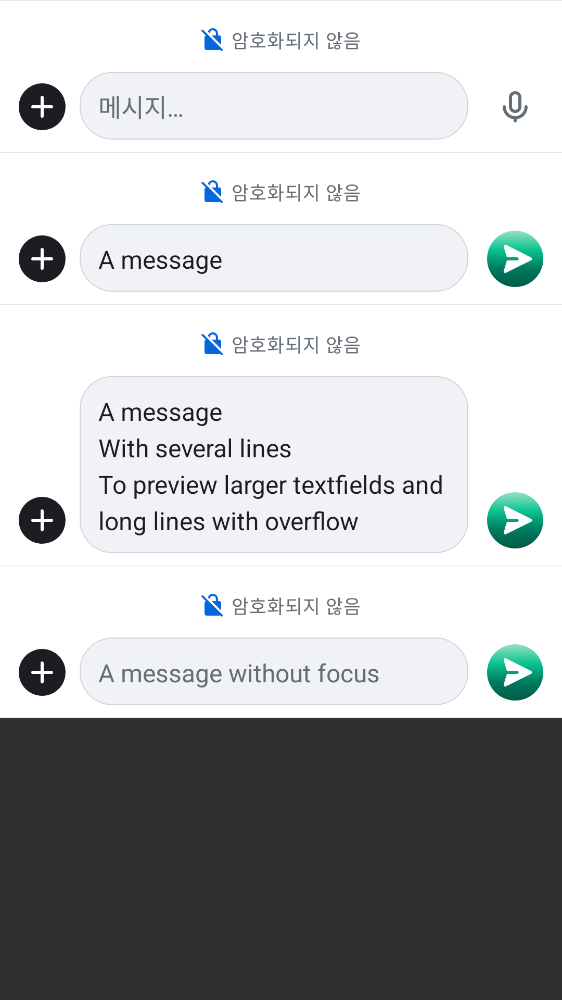 암호화되지 않음
메시지…
암호화되지 않음
A message
암호화되지 않음
A message
With several lines
To preview larger textfields and
long lines with overflow
암호화되지 않음
A message without focus